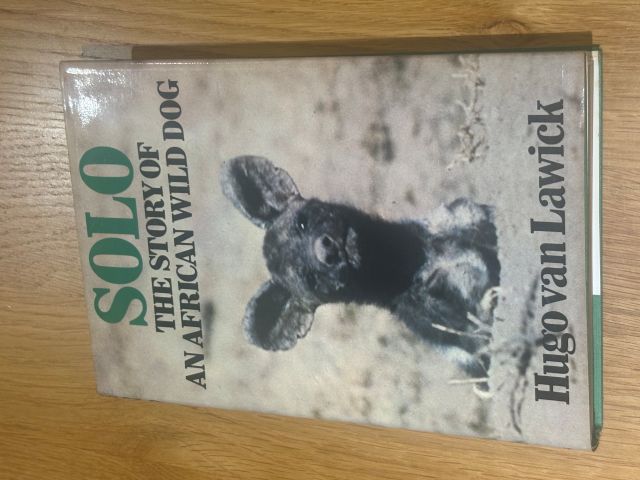 SOLO
THE STORY OF
AN AFRICAN WILD DOG
Hugo van Lawick